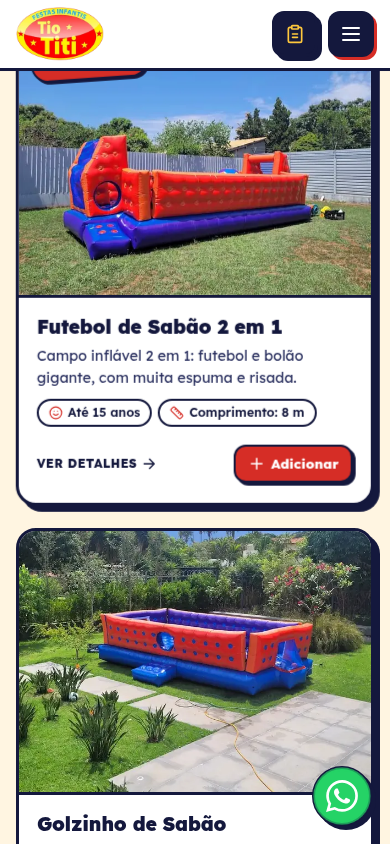 FESTAS INFANTIS
Tio
Titi
Futebol de Sabão 2 em 1
Campo inflável 2 em 1: futebol e bolão
gigante, com muita espuma e risada.
Até 15 anos
Comprimento: 8 m
VER DETALHES
Adicionar
Golzinho de Sabão